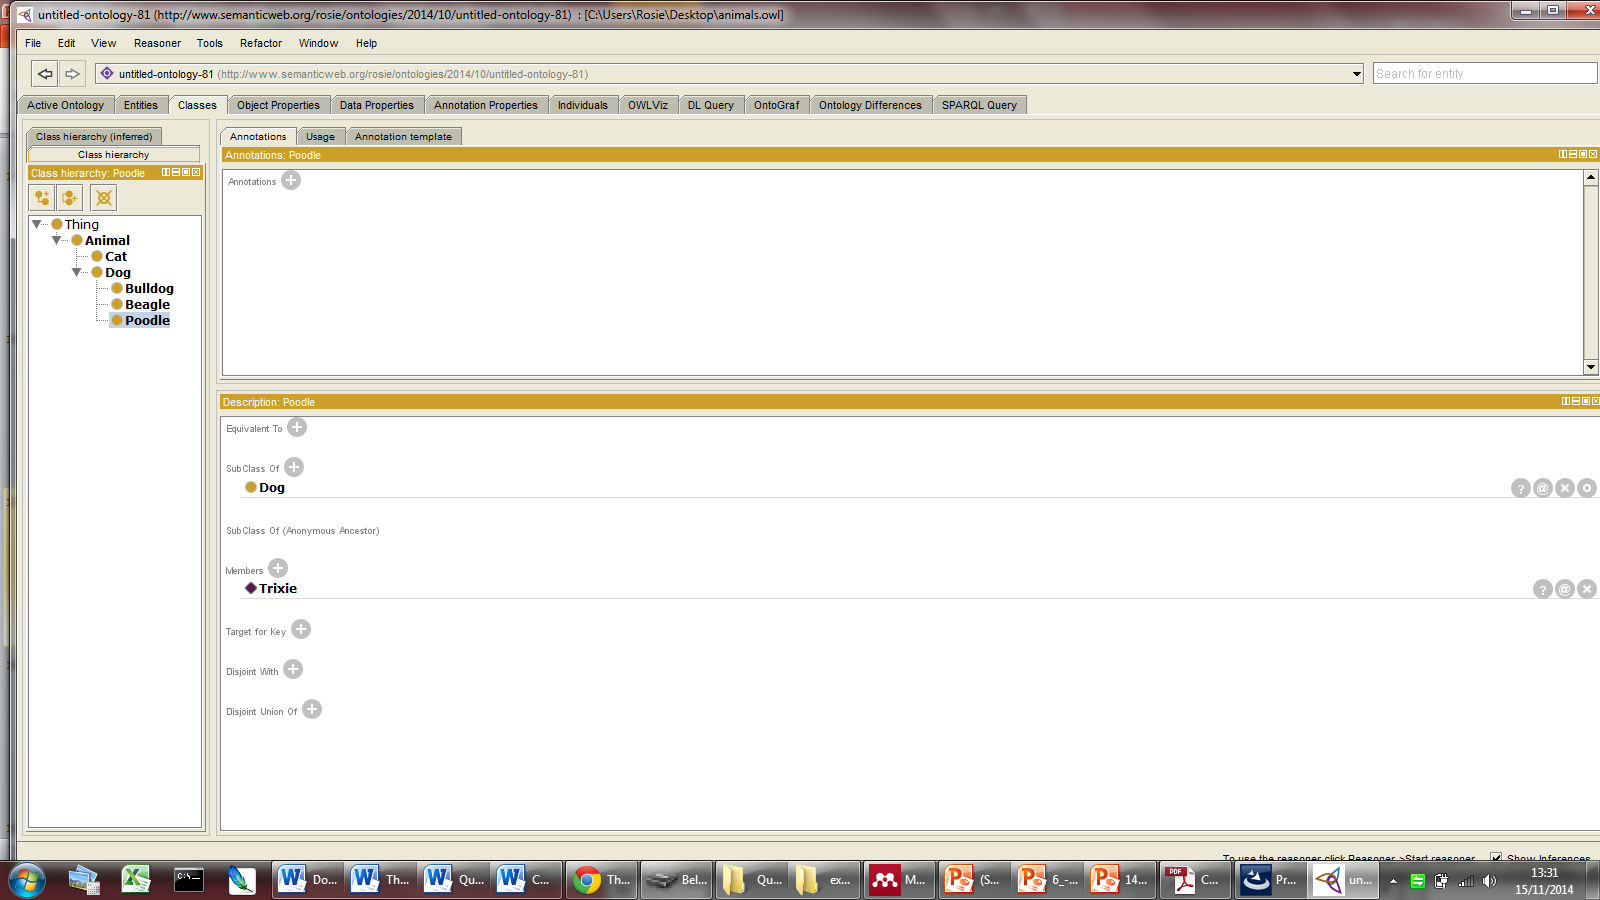 untitled-ontology-81 (http://www.semanticweb.org/rosie/ontologies/2014/10/untitled-ontology-81) : [C:\Users\Rosie\Desktop\animals.owl]
File Edit View Reasoner Tools Refactor Window Help
untitled-ontology-81 (http://www.semanticweb.org/rosie/ontologies/2014/10/untitled-ontology-81)
Search for entity
Active Ontology Entities Classes Object Properties Data Properties Annotation Properties Individuals OWLViz DL Query OntoGraf Ontology Differences SPARQL Query
Class hierarchy (inferred)
Class hierarchy
Class hierarchy: Poodle
Thing
Animal
Cat
Dog
Bulldog
Beagle
Poodle
Annotations Usage Annotation template
Annotations: Poodle
Annotations
Description: Poodle
Equivalent To
SubClass Of
Dog
SubClass Of (Anonymous Ancestor)
Members
Trixie
Target for Key
Disjoint With
Disjoint Union Of
To use the reasoner click Reasoner->Start reasoner Show Inferences
Do... Th... Qu... C... Th... Bel... Qu... ex... M... (S... 6_-... 14... C... Pr... un...
13:31
15/11/2014